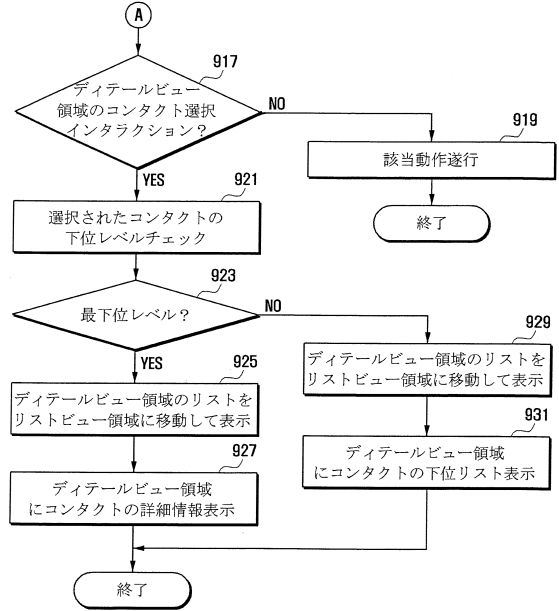 A
917
ディテールビュー
領域のコンタクト選択
インタラクション？
NO
919
該当動作遂行
終了
YES
921
選択されたコンタクトの
下位レベルチェック
923
最下位レベル？
NO
YES
925
ディテールビュー領域のリストを
リストビュー領域に移動して表示
929
ディテールビュー領域のリストを
リストビュー領域に移動して表示
927
ディテールビュー領域
にコンタクトの詳細情報表示
931
ディテールビュー領域
にコンタクトの下位リスト表示
終了